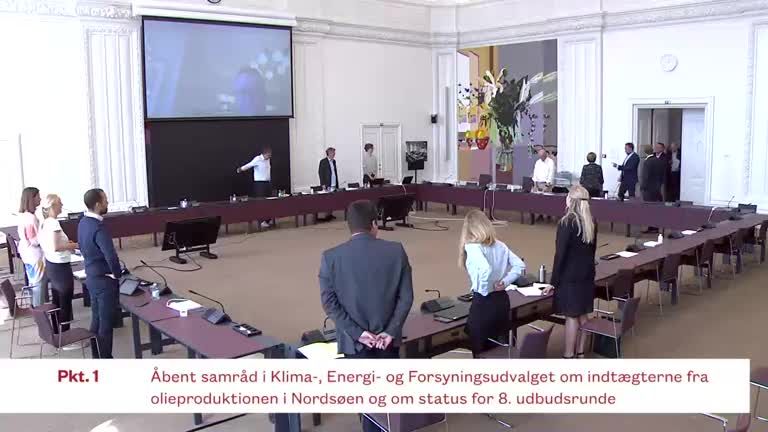 Pkt. 1
Åbent samråd i Klima-, Energi- og Forsyningsudvalget om indtægterne fra
olieproduktionen i Nordsøen og om status for 8. udbudsrunde